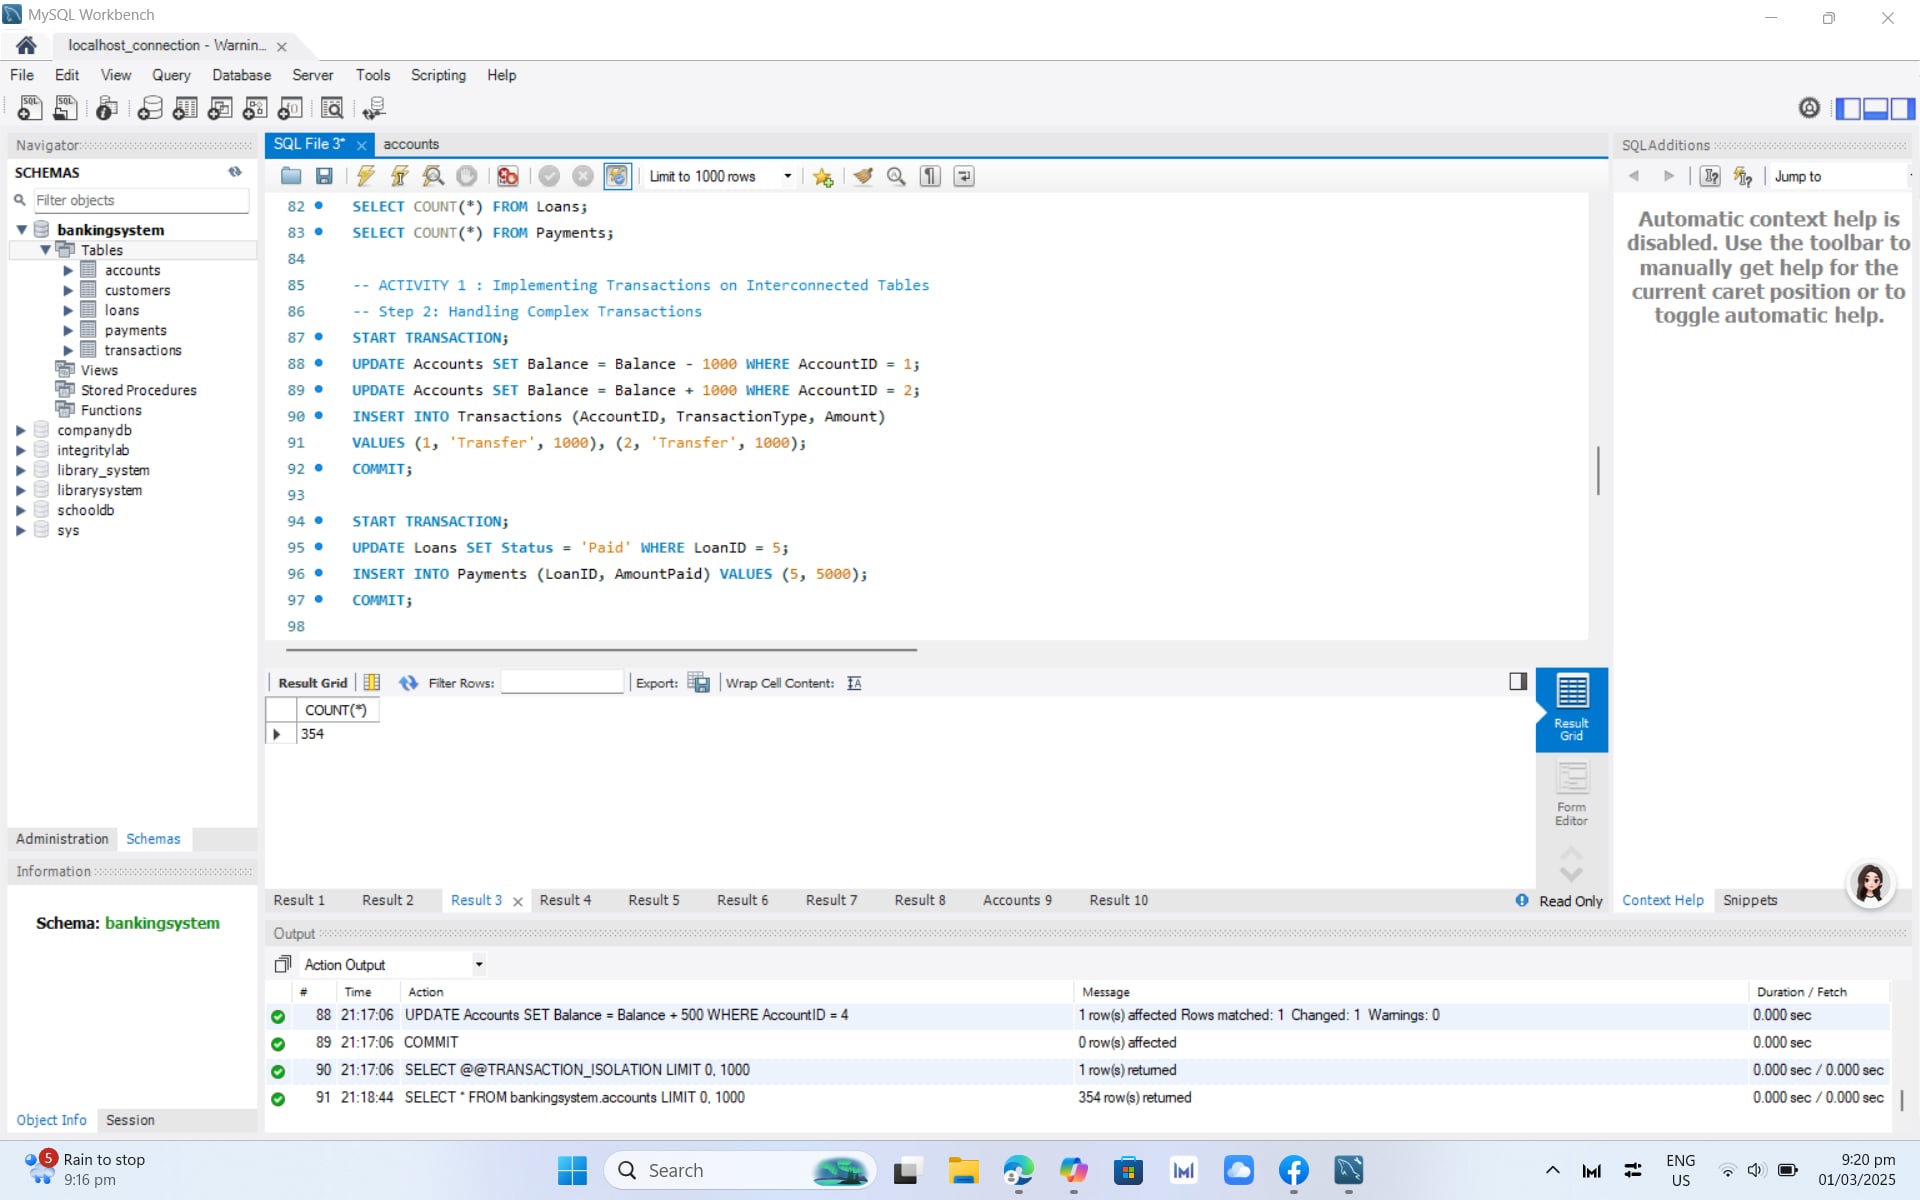 MySQL Workbench
localhost_connection - Warnin...
File Edit View Query Database Server Tools Scripting Help
Navigator
SCHEMAS
Filter objects
bankingsystem
Tables
accounts
customers
loans
payments
transactions
Views
Stored Procedures
Functions
companydb
integritylab
library_system
librarysystem
schooldb
sys
Administration Schemas
Information
Schema: bankingsystem
Object Info Session
SQL File 3* accounts
Limit to 1000 rows
82 SELECT COUNT(*) FROM Loans;
83 SELECT COUNT(*) FROM Payments;
84
85 -- ACTIVITY 1 : Implementing Transactions on Interconnected Tables
86 -- Step 2: Handling Complex Transactions
87 START TRANSACTION;
88 UPDATE Accounts SET Balance = Balance - 1000 WHERE AccountID = 1;
89 UPDATE Accounts SET Balance = Balance + 1000 WHERE AccountID = 2;
90 INSERT INTO Transactions (AccountID, TransactionType, Amount)
91 VALUES (1, 'Transfer', 1000), (2, 'Transfer', 1000);
92 COMMIT;
93
94 START TRANSACTION;
95 UPDATE Loans SET Status = 'Paid' WHERE LoanID = 5;
96 INSERT INTO Payments (LoanID, AmountPaid) VALUES (5, 5000);
97 COMMIT;
98
Result Grid Filter Rows: Export: Wrap Cell Content:
COUNT(*)
354
Result Grid
Form Editor
Result 1 Result 2 Result 3 Result 4 Result 5 Result 6 Result 7 Result 8 Accounts 9 Result 10 Read Only
SQLAdditions
Jump to
Automatic context help is
disabled. Use the toolbar to
manually get help for the
current caret position or to
toggle automatic help.
Context Help Snippets
Output
Action Output
# Time Action Message Duration / Fetch
88 21:17:06 UPDATE Accounts SET Balance = Balance + 500 WHERE AccountID = 4 1 row(s) affected Rows matched: 1 Changed: 1 Warnings: 0 0.000 sec
89 21:17:06 COMMIT 0 row(s) affected 0.000 sec
90 21:17:06 SELECT @@TRANSACTION_ISOLATION LIMIT 0, 1000 1 row(s) returned 0.000 sec / 0.000 sec
91 21:18:44 SELECT * FROM bankingsystem.accounts LIMIT 0, 1000 354 row(s) returned 0.000 sec / 0.000 sec
5
Rain to stop
9:16 pm
Search
ENG
US
9:20 pm
01/03/2025